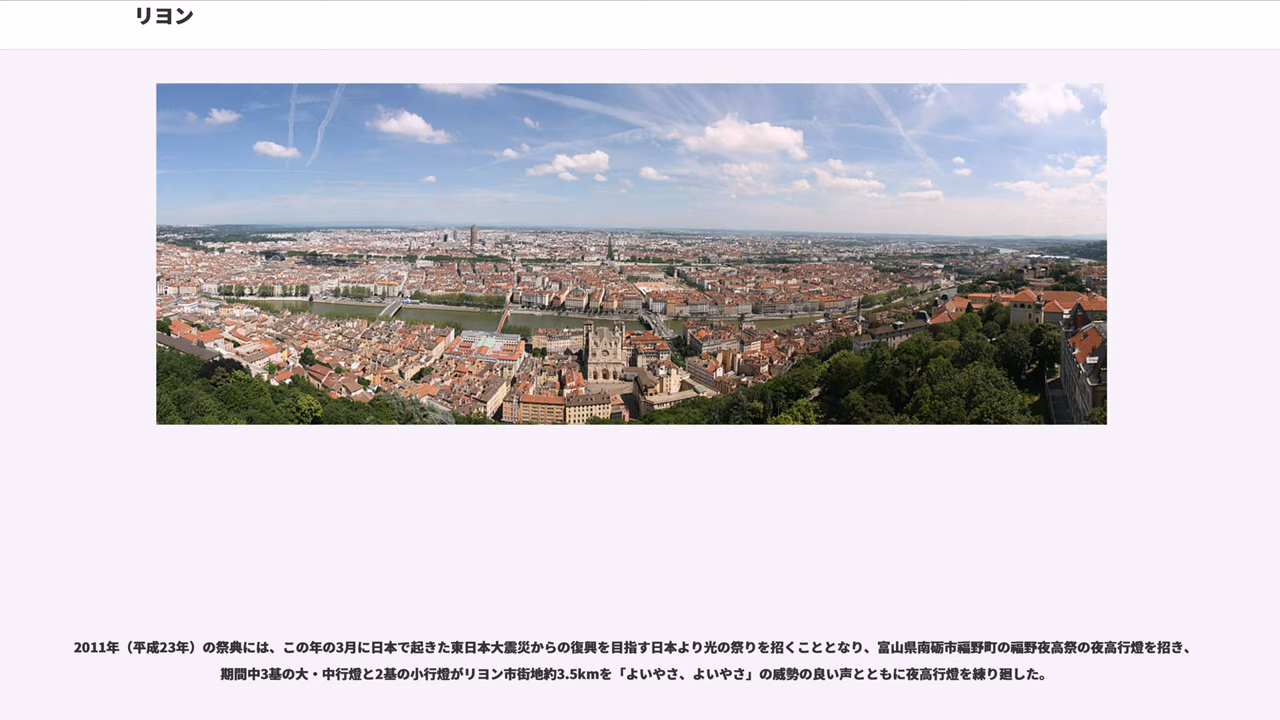 リヨン
2011年（平成23年）の祭典には、この年の3月に日本で起きた東日本大震災からの復興を目指す日本より光の祭りを招くこととなり、富山県南砺市福野町の福野夜高祭の夜高行燈を招き、
期間中3基の大・中行燈と2基の小行燈がリヨン市街地約3.5kmを「よいやさ、よいやさ」の威勢の良い声とともに夜高行燈を練り廻した。